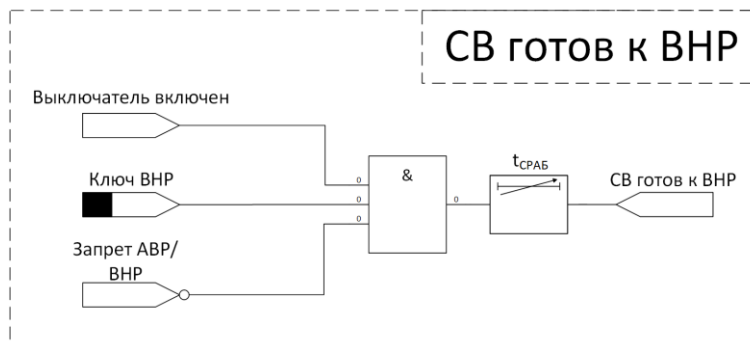 СВ готов к ВНР
Выключатель включен
Ключ ВНР
Запрет АВР/
ВНР
0
0
0
&
0
tСРАБ
СВ готов к ВНР